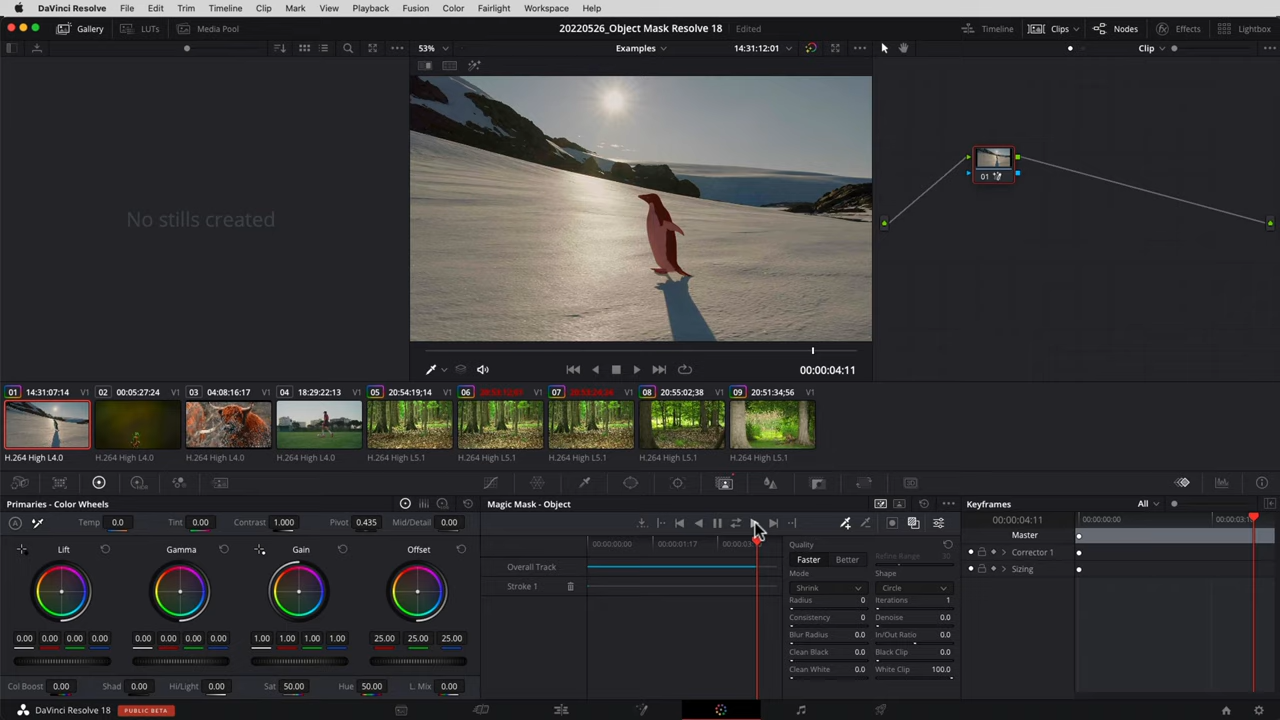 DaVinci Resolve File Edit Trim Timeline Clip Mark View Playback Fusion Color Fairlight Workspace Help
Gallery LUTs Media Pool 20220526_Object Mask Resolve 18 Edited Timeline Clips Nodes Effects Lightbox
53% Examples 14:31:12:01 Clip
No stills created
01
00:00:04:11
01 14:31:07:14 V1 02 00:05:27:24 V1 03 04:08:16:17 V1 04 18:29:22:13 V1 05 20:54:19;14 V1 06 V1 07 V1 08 20:55:02;38 V1 09 20:51:34;56 V1
H.264 High L4.0 H.264 High L4.0 H.264 High L4.0 H.264 High L4.0 H.264 High L5.1 H.264 High L5.1 H.264 High L5.1 H.264 High L5.1 H.264 High L5.1
Primaries - Color Wheels Magic Mask - Object Keyframes All
Temp 0.0 Tint 0.00 Contrast 1.000 Pivot 0.435 Mid/Detail 0.00 00:00:04:11 00:00:00:00
Lift Gamma Gain Offset 00:00:00:00 00:00:01:17 Quality
Faster Better Refine Range 30
Overall Track Mode Shape
Stroke 1 Shrink Circle
Radius 0 Iterations 1
Consistency 0 Denoise 0.0
Blur Radius 0.0 In/Out Ratio 0.0
Clean Black 0.0 Black Clip 0.0
Clean White 0.0 White Clip 100.0
Master
Corrector 1
Sizing
0.00 0.00 0.00 0.00 0.00 0.00 0.00 0.00 1.00 1.00 1.00 1.00 25.00 25.00 25.00
Col Boost 0.00 Shad 0.00 Hi/Light 0.00 Sat 50.00 Hue 50.00 L. Mix 0.00
DaVinci Resolve 18 PUBLIC BETA